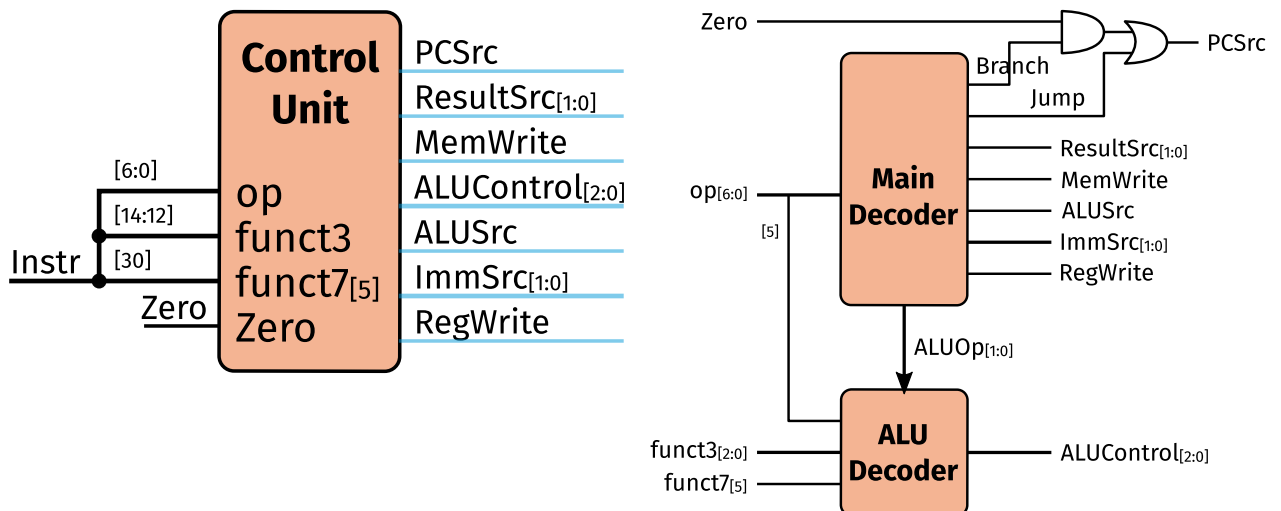 Control
Unit
PCSrc
ResultSrc[1:0]
MemWrite
ALUControl[2:0]
ALUSrc
ImmSrc[1:0]
RegWrite
[6:0]
op
[14:12]
funct3
Instr
[30]
funct7[5]
Zero
Zero
Zero
PCSrc
Branch
Jump
op[6:0]
[5]
Main
Decoder
ResultSrc[1:0]
MemWrite
ALUSrc
ImmSrc[1:0]
RegWrite
ALUOp[1:0]
funct3[2:0]
funct7[5]
ALU
Decoder
ALUControl[2:0]